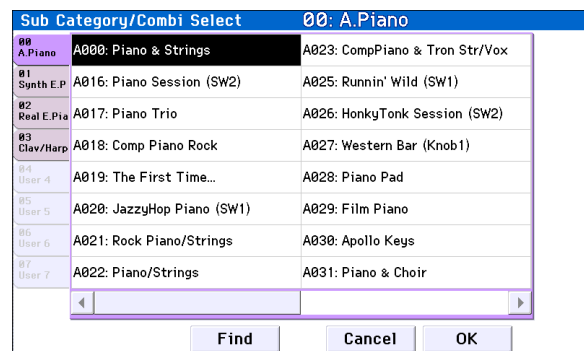 Sub Category/Combi Select 00: A.Piano
00
A.Piano
01
Synth E.P
02
Real E.Pia
03
Clav/Harp
04
User 4
05
User 5
06
User 6
07
User 7
A000: Piano & Strings
A016: Piano Session (SW2)
A017: Piano Trio
A018: Comp Piano Rock
A019: The First Time...
A020: JazzyHop Piano (SW1)
A021: Rock Piano/Strings
A022: Piano/Strings
A023: CompPiano & Tron Str/Vox
A025: Runnin' Wild (SW1)
A026: HonkyTonk Session (SW2)
A027: Western Bar (Knob1)
A028: Piano Pad
A029: Film Piano
A030: Apollo Keys
A031: Piano & Choir
Find Cancel OK